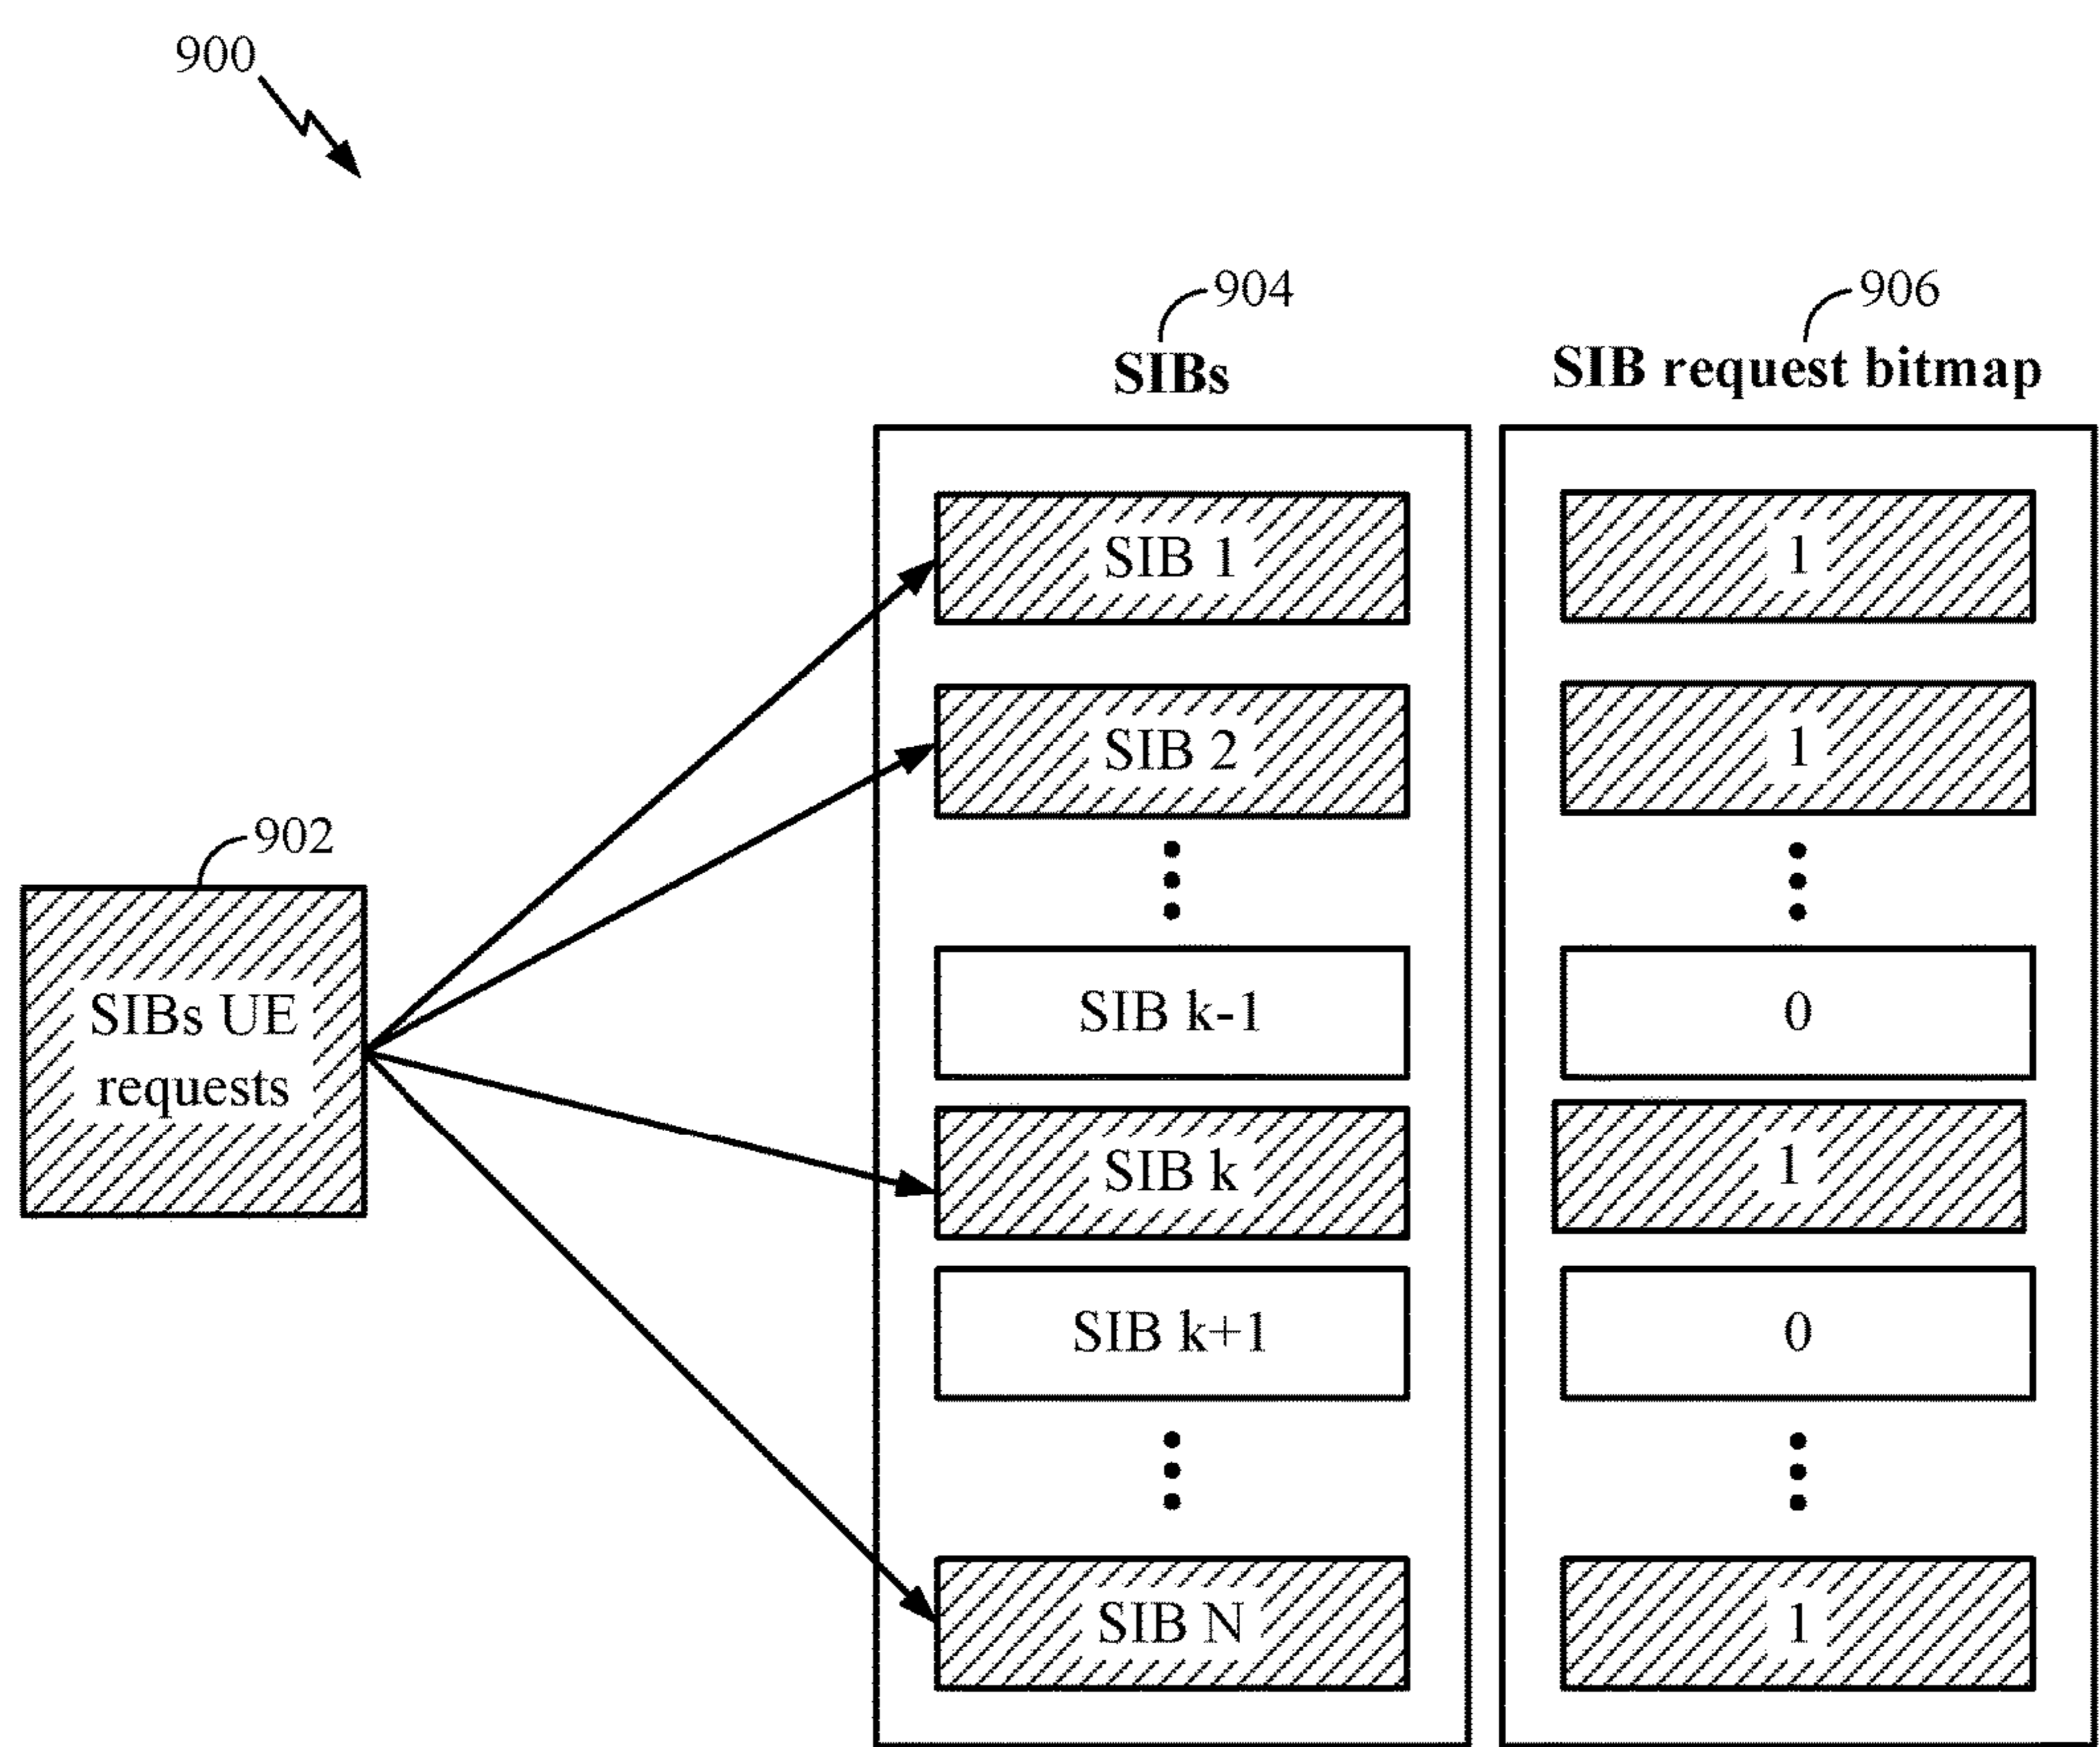 900
904
906
SIBs
SIB request bitmap
SIB 1
1
SIB 2
1
902
SIBs UE
requests
SIB k-1
0
SIB k
1
SIB k+1
0
SIB N
1